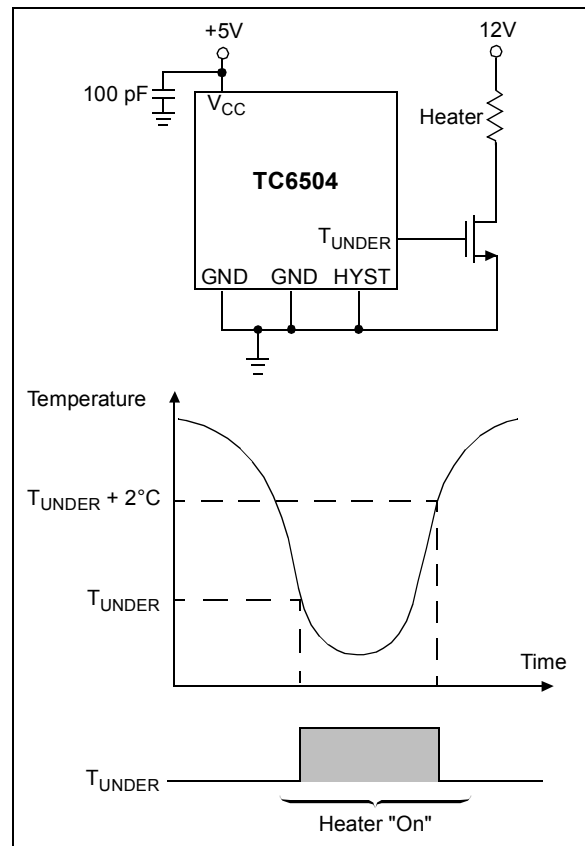 +5V
12V
100 pF
VCC
Heater
TC6504
TUNDER
GND GND HYST
Temperature
TUNDER + 2°C
TUNDER
Time
TUNDER
Heater "On"